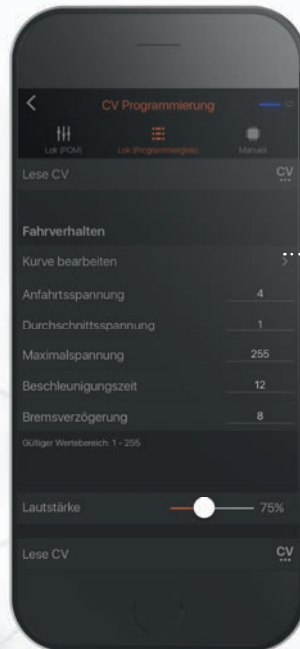 CV Programmierung
Lok (POM) Lok (Programmiergleis) Manuell
Lese CV CV
Fahrverhalten
Kurve bearbeiten
Anfahrtsspannung 4
Durchschnittsspannung 1
Maximalspannung 255
Beschleunigungszeit 12
Bremsverzögerung 8
Gültiger Wertebereich: 1 - 255
Lautstärke 75%
Lese CV CV